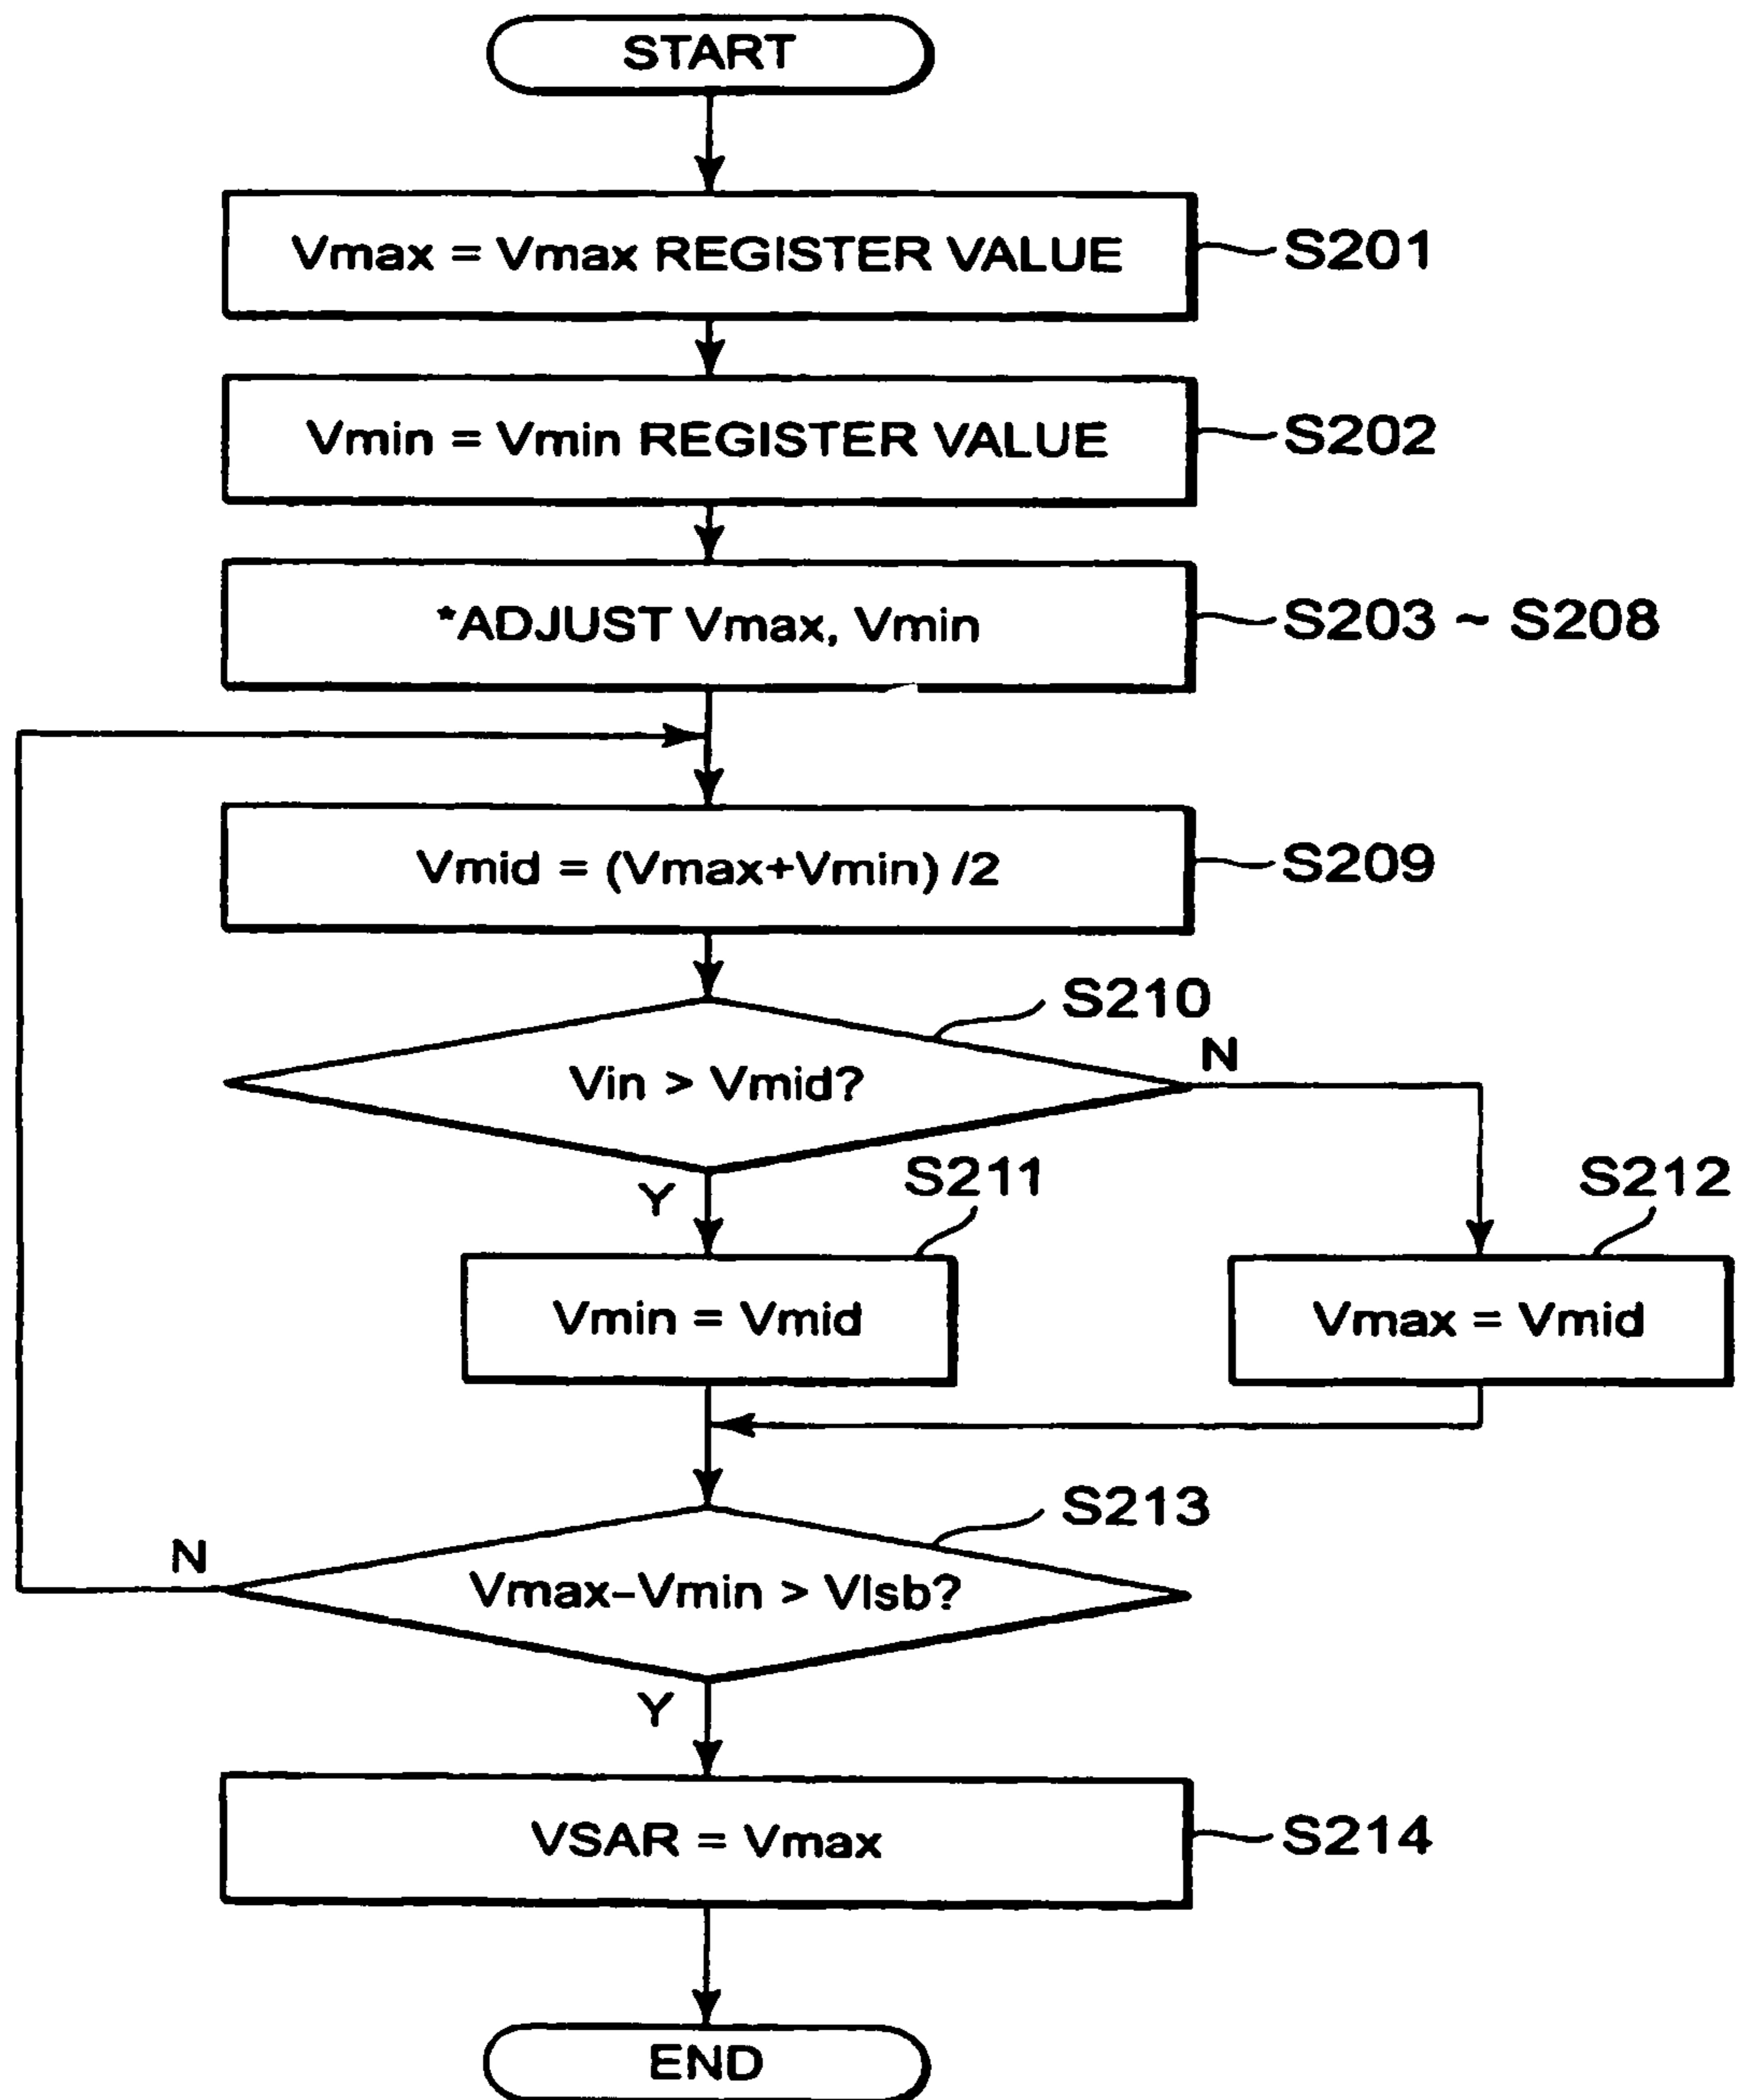 START
Vmax = Vmax REGISTER VALUE
S201
Vmin = Vmin REGISTER VALUE
S202
*ADJUST Vmax, Vmin
S203 ~ S208
Vmid = (Vmax+Vmin) /2
S209
S210
Vin > Vmid?
N
Y
S211
S212
Vmin = Vmid
Vmax = Vmid
S213
N
Vmax–Vmin > Vlsb?
Y
VSAR = Vmax
S214
END